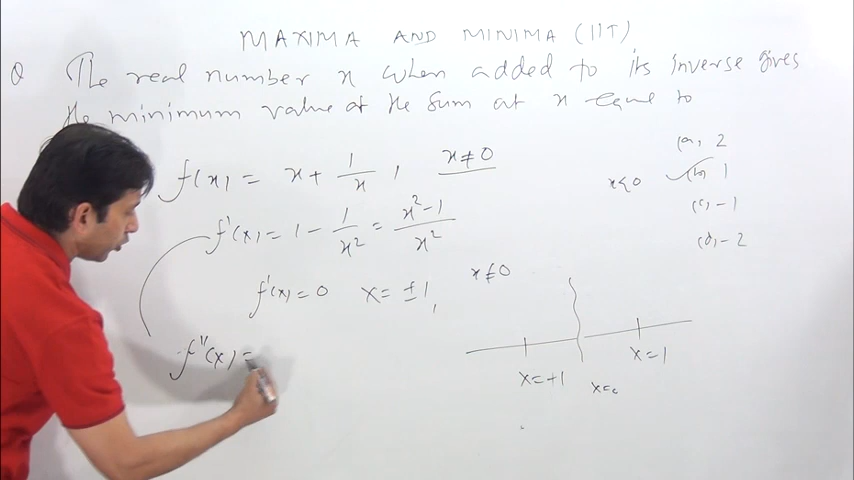 MAXIMA AND MINIMA (IIT)
Q The real number x when added to its inverse gives
the minimum value of the sum at x equal to
(a) 2
(b) 1
(c) -1
(d) -2
f(x) = x + 1/x , x≠0
x<0
f'(x) = 1 - 1/x² = x²-1/x²
f'(x) = 0 x = ±1,
x≠0
f''(x) =
x=+1 x=0 x=1